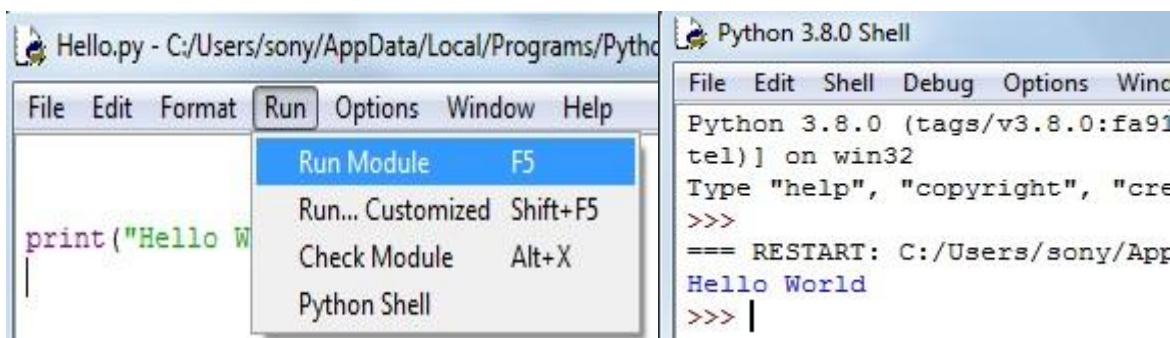 Hello.py - C:/Users/sony/AppData/Local/Programs/Pytho
File Edit Format Run Options Window Help
Run Module F5
Run... Customized Shift+F5
Check Module Alt+X
Python Shell
print("Hello W
Python 3.8.0 Shell
File Edit Shell Debug Options Wind
Python 3.8.0 (tags/v3.8.0:fa91
tel)] on win32
Type "help", "copyright", "cre
>>>
=== RESTART: C:/Users/sony/App
Hello World
>>>